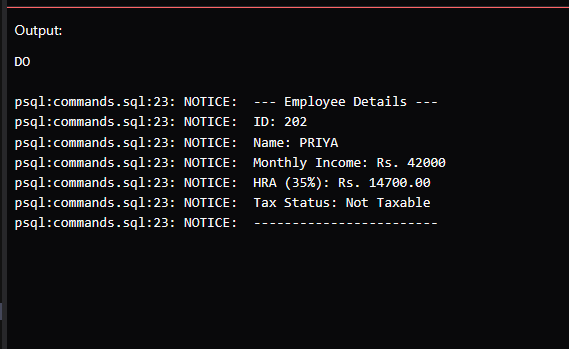 Output:
DO
psql:commands.sql:23: NOTICE:  --- Employee Details ---
psql:commands.sql:23: NOTICE:  ID: 202
psql:commands.sql:23: NOTICE:  Name: PRIYA
psql:commands.sql:23: NOTICE:  Monthly Income: Rs. 42000
psql:commands.sql:23: NOTICE:  HRA (35%): Rs. 14700.00
psql:commands.sql:23: NOTICE:  Tax Status: Not Taxable
psql:commands.sql:23: NOTICE:  ------------------------